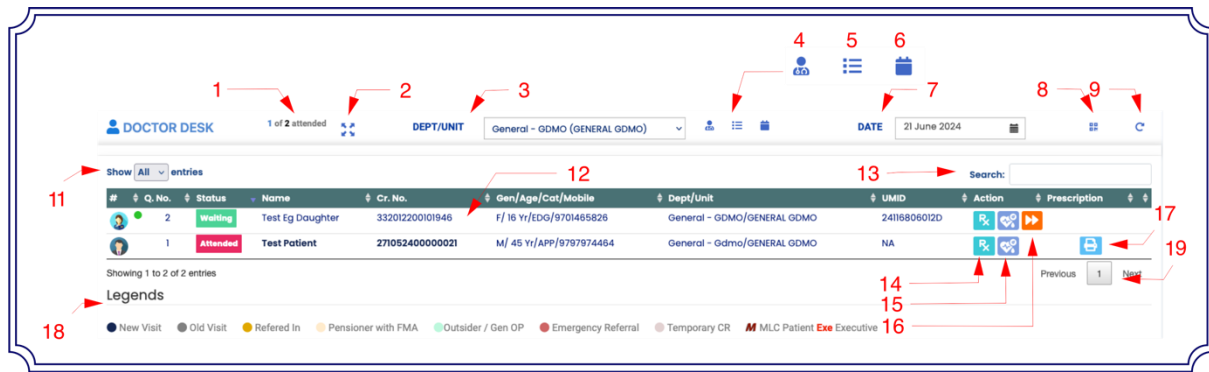 4 5 6
1 2 3 7 8 9
DOCTOR DESK 1 of 2 attended DEPT/UNIT General - GDMO (GENERAL GDMO) DATE 21 June 2024
11 Show All entries 12 13 Search:
# Q. No. Status Name Cr. No. Gen/Age/Cat/Mobile Dept/Unit UMID Action Prescription
2 Waiting Test Eg Daughter 332012200101946 F/ 16 Yr/EDG/9701465826 General - GDMO/GENERAL GDMO 24116806012D 17
1 Attended Test Patient 271052400000021 M/ 45 Yr/APP/9797974464 General - Gdmo/GENERAL GDMO NA 19
Showing 1 to 2 of 2 entries Previous 1 Next
Legends 14
15
18 New Visit Old Visit Refered In Pensioner with FMA Outsider / Gen OP Emergency Referral Temporary CR M MLC Patient Exe Executive 16